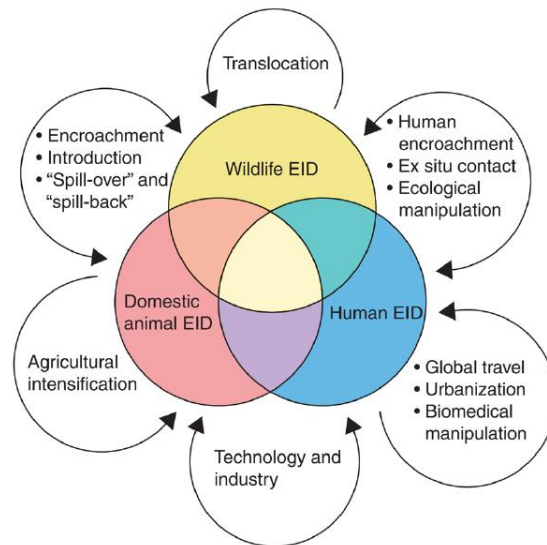 Translocation
• Encroachment
• Introduction
• “Spill-over” and
“spill-back”
• Human
encroachment
• Ex situ contact
• Ecological
manipulation
Wildlife EID
Domestic
animal EID
Human EID
Agricultural
intensification
• Global travel
• Urbanization
• Biomedical
manipulation
Technology and
industry